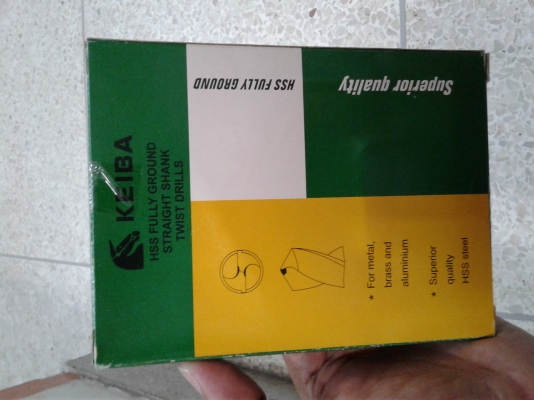 KEIBA
HSS FULLY GROUND
STRAIGHT SHANK
TWIST DRILLS
HSS FULLY GROUND
Superior quality
* For metal,
brass and
aluminium
* Superior
quality
HSS steel